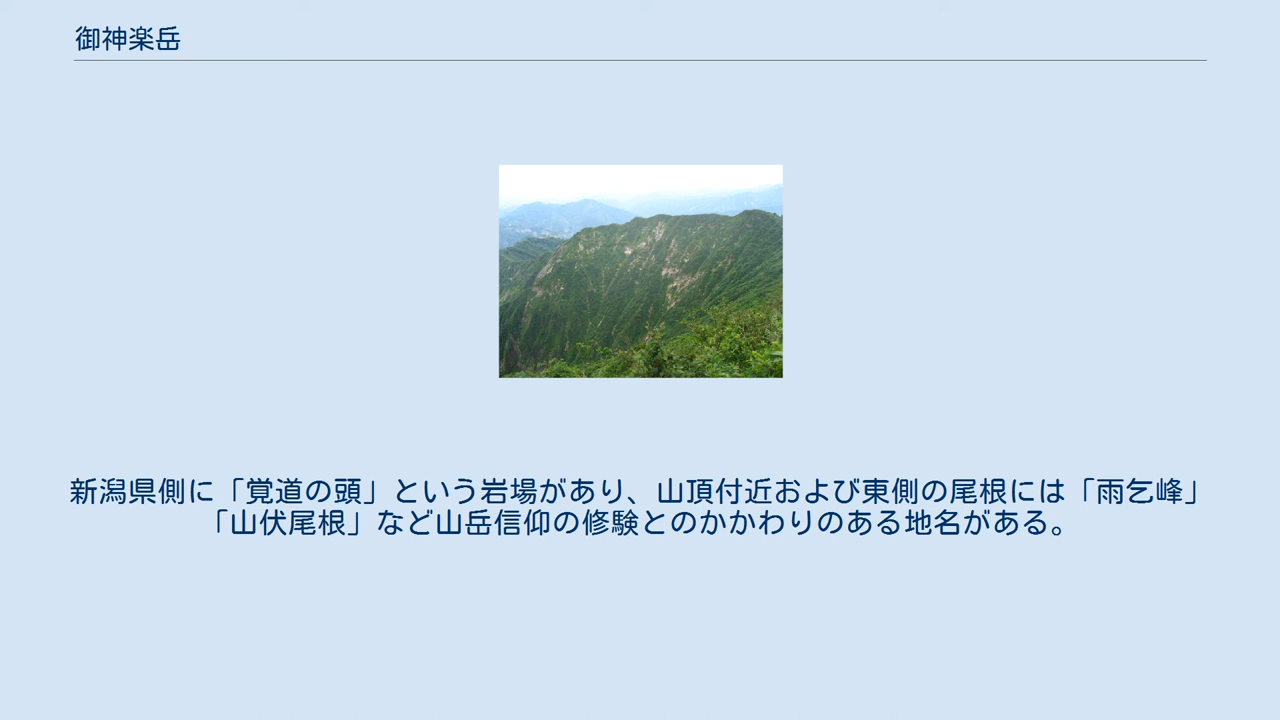 御神楽岳
新潟県側に「覚道の頭」という岩場があり、山頂付近および東側の尾根には「雨乞峰」
「山伏尾根」など山岳信仰の修験とのかかわりのある地名がある。